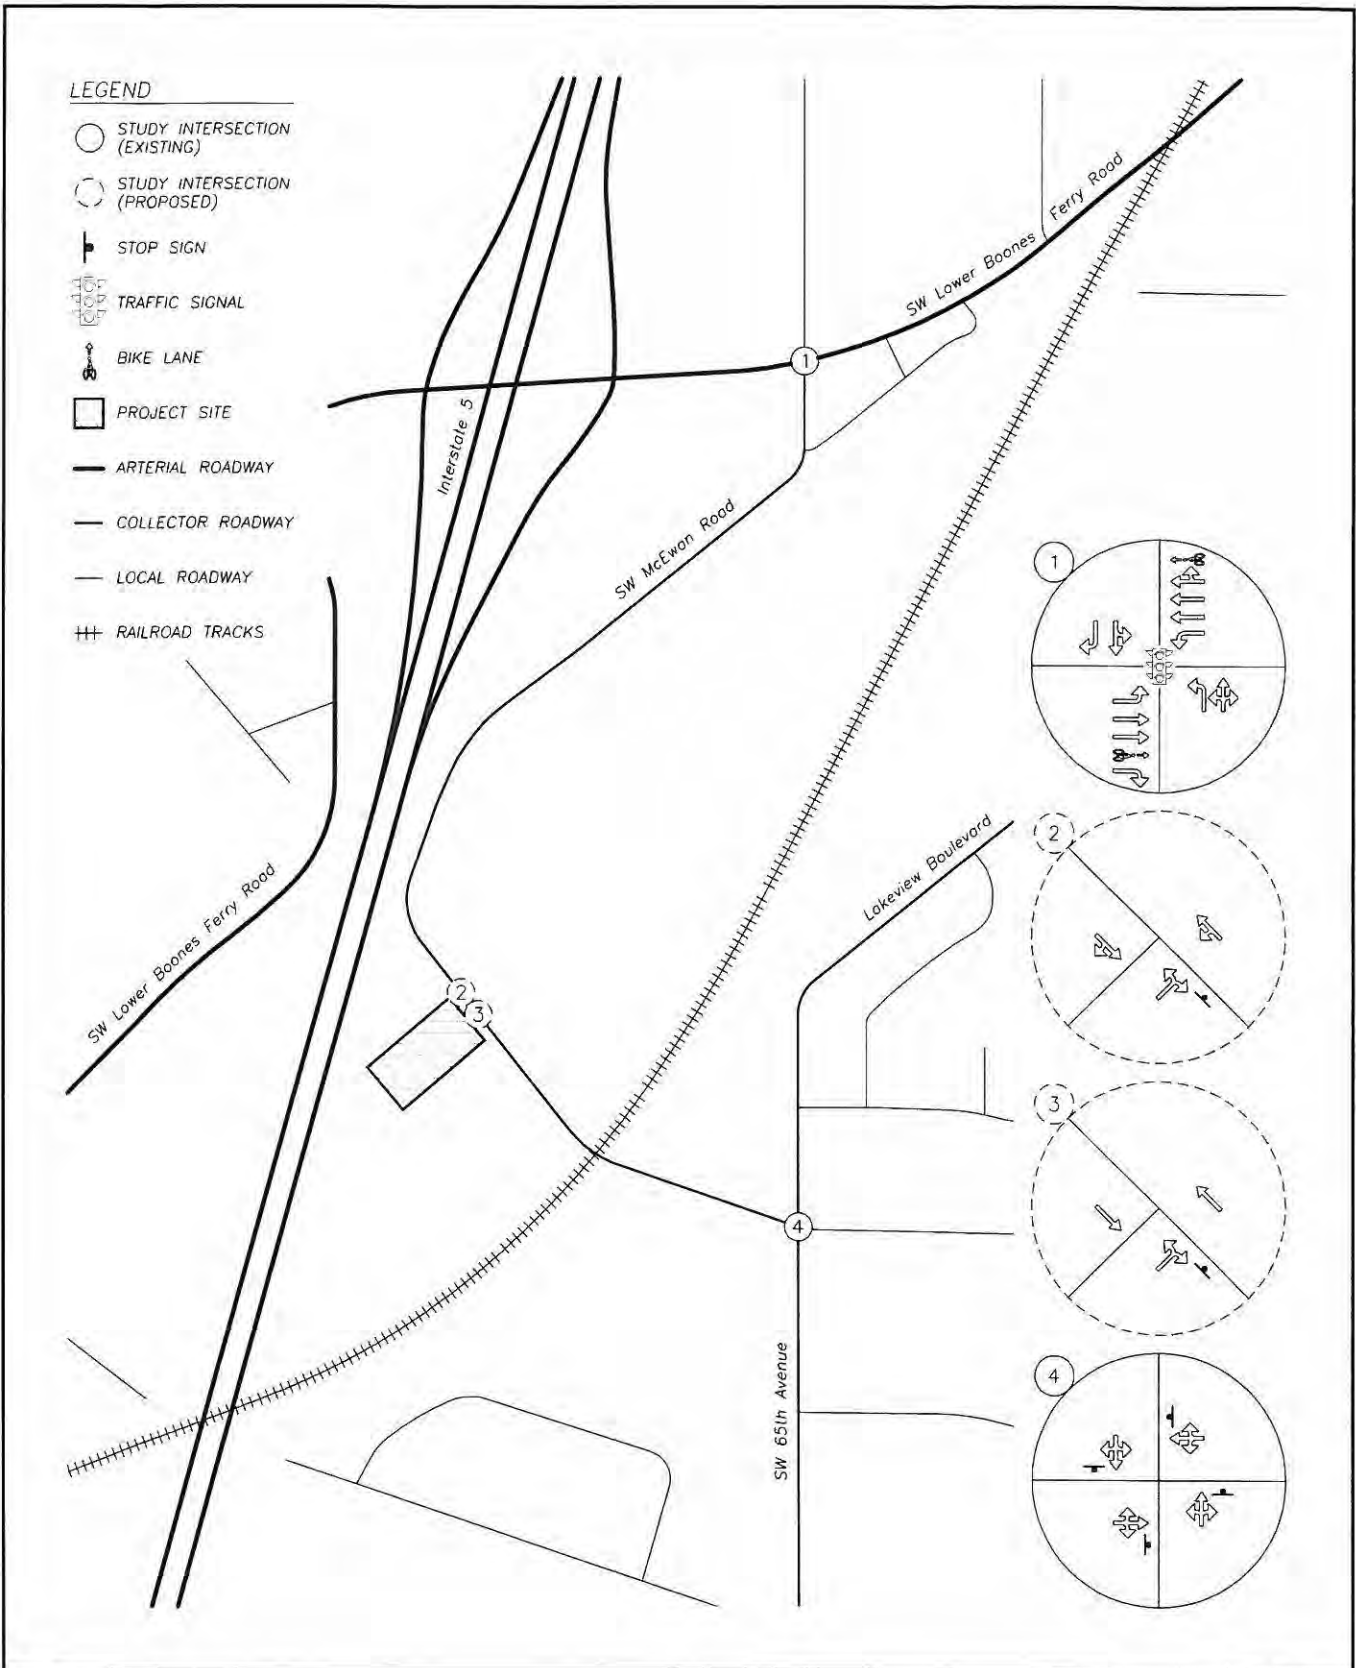 LEGEND
STUDY INTERSECTION
(EXISTING)
STUDY INTERSECTION
(PROPOSED)
STOP SIGN
TRAFFIC SIGNAL
BIKE LANE
PROJECT SITE
ARTERIAL ROADWAY
COLLECTOR ROADWAY
LOCAL ROADWAY
RAILROAD TRACKS
SW Lower Boones Ferry Road
1
Interstate 5
SW McEwan Road
1
Lakeview Boulevard
2
SW Lower Boones Ferry Road
2
3
3
4
SW 65th Avenue
4